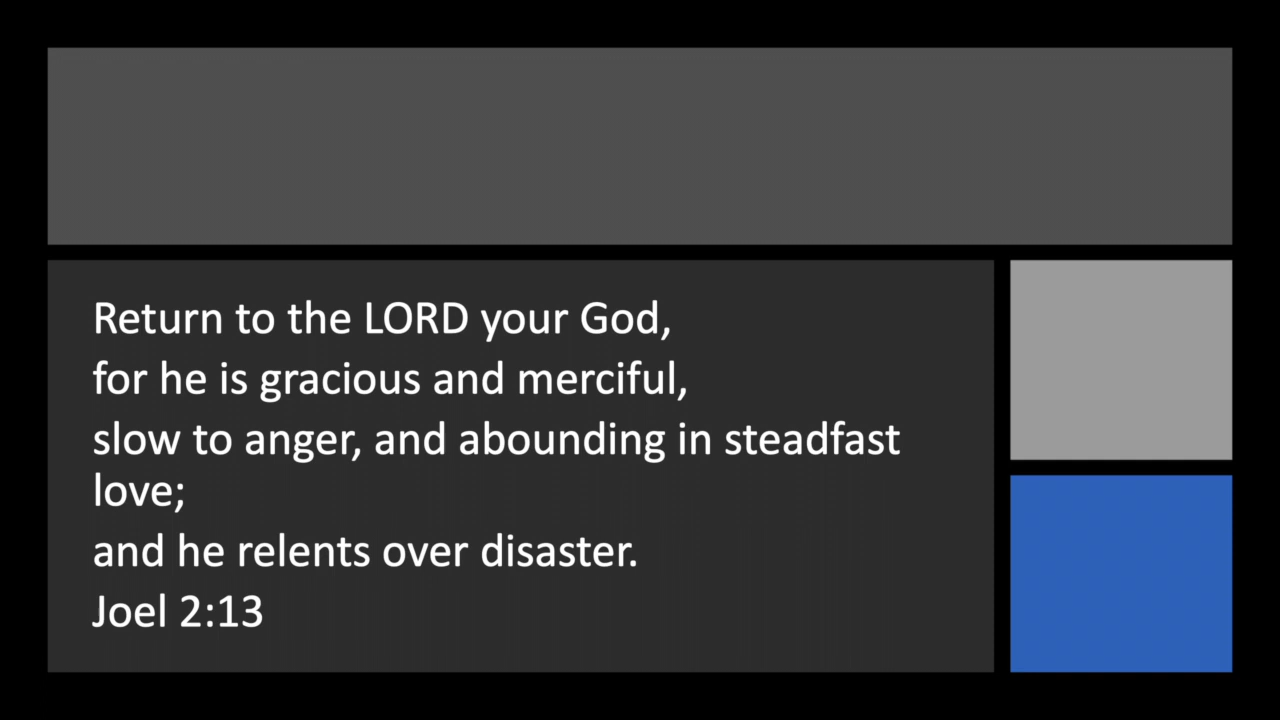 Return to the LORD your God,
for he is gracious and merciful,
slow to anger, and abounding in steadfast
love;
and he relents over disaster.
Joel 2:13